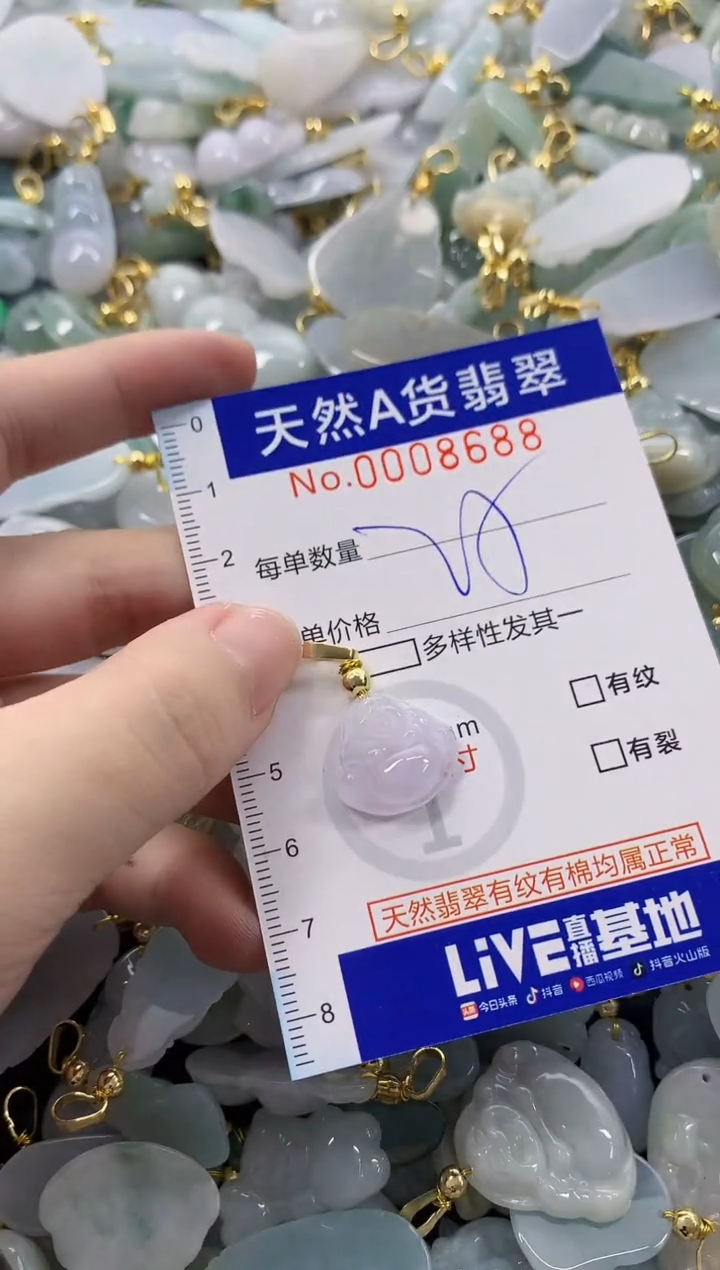 天然A货翡翠
No.0008688
0
1
2
每单数量
单价格
多样性发其一
有纹
m
寸
有裂
5
6
天然翡翠有纹有棉均属正常
7
LiVE直播基地
头条 今日头条 抖音 西瓜视频 抖音火山版
8